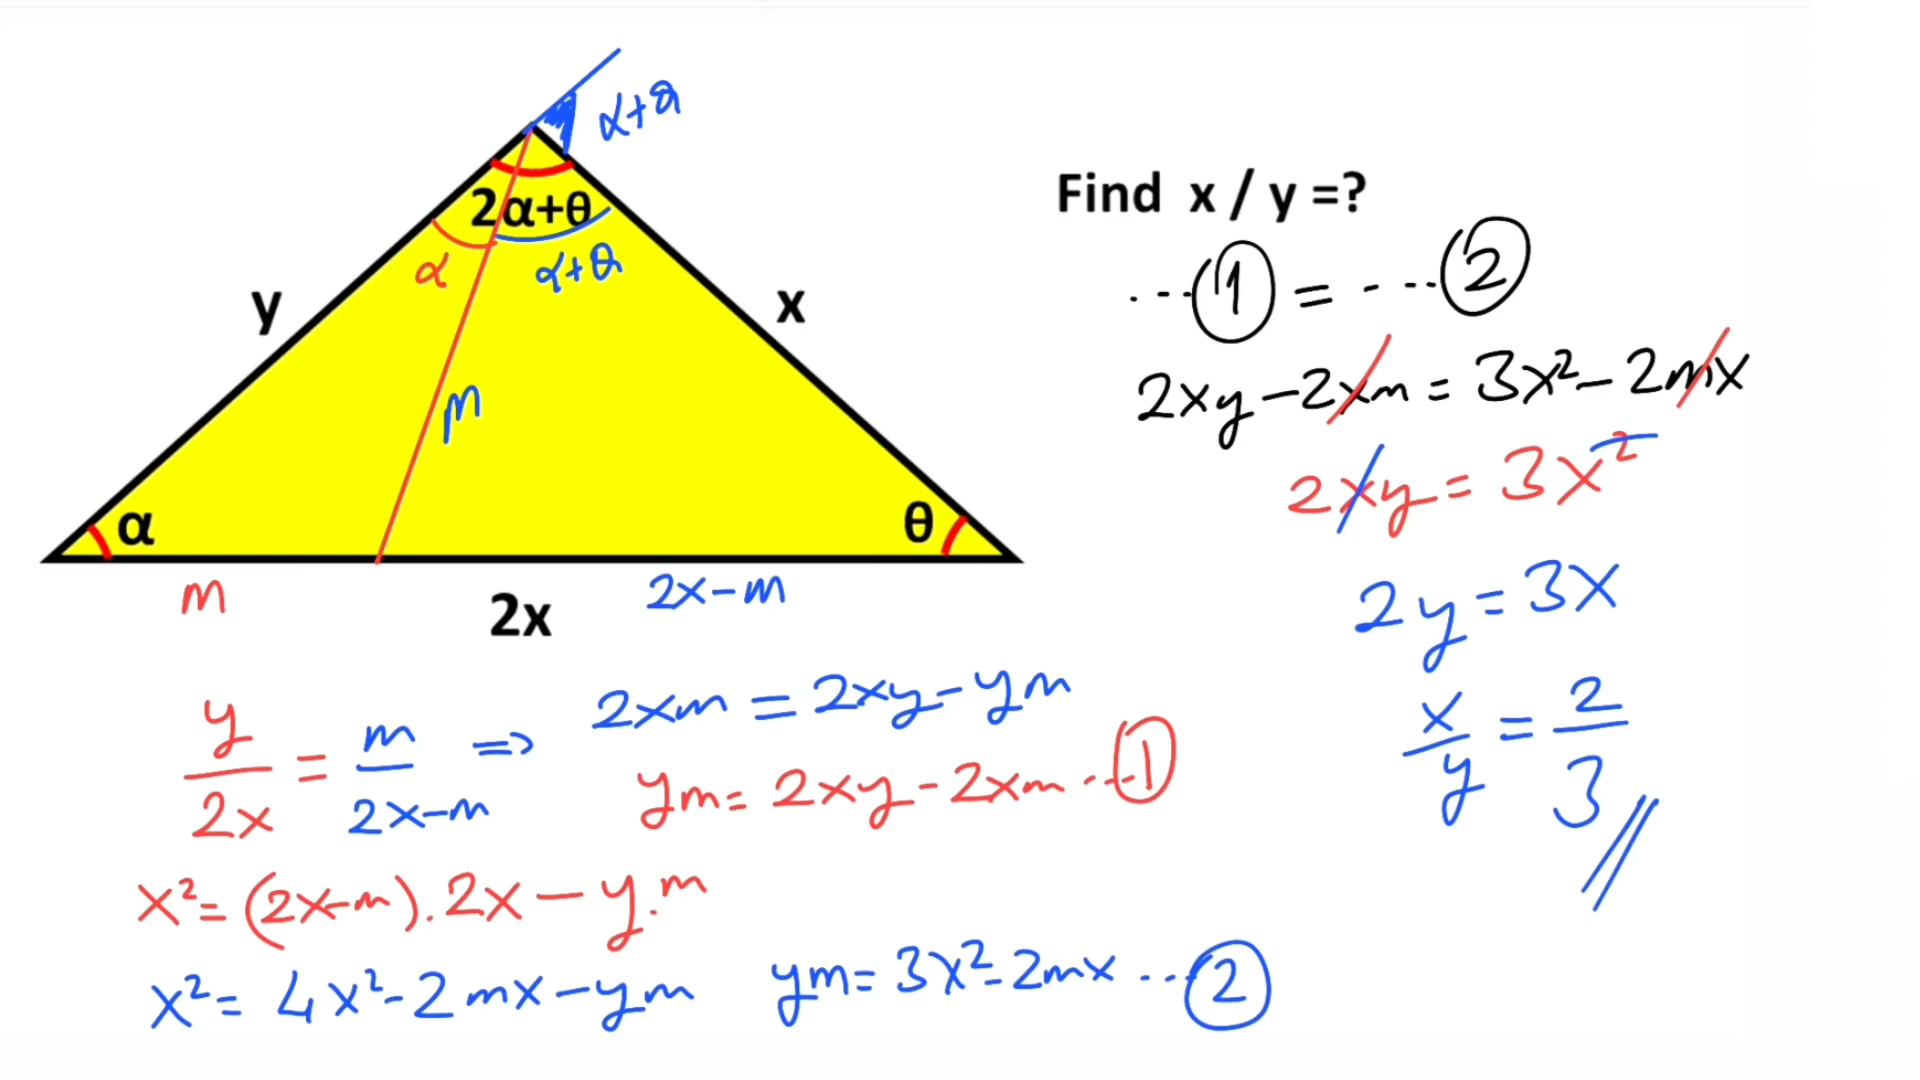 α+θ
2α+θ
α
α+θ
y
x
m
α
θ
m
2x
2x-m
Find x / y =?
...① = ...②
2xy-2xm = 3x²-2mx
2xy = 3x²
2y = 3x
x/y = 2/3 //
y/2x = m/2x-m => 2xm = 2xy-ym
ym = 2xy-2xm ...①
x² = (2x-m).2x - y.m
x² = 4x²-2mx-ym
ym = 3x²-2mx ...②